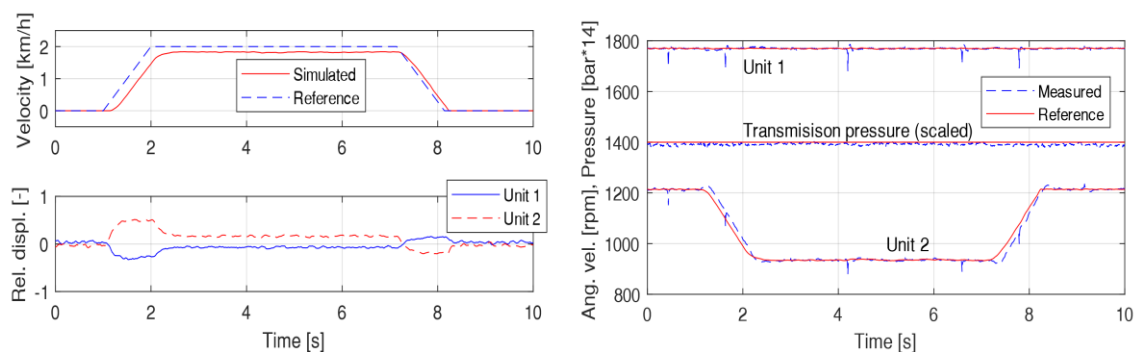 Velocity [km/h]
2
1
0
Simulated
Reference
0 2 4 6 8 10
Rel. displ. [-]
1
0
-1
Unit 1
Unit 2
0 2 4 6 8 10
Time [s]
Ang. vel. [rpm], Pressure [bar*14]
1800
1600
1400
1200
1000
800
Unit 1
Measured
Reference
Transmisison pressure (scaled)
Unit 2
0 2 4 6 8 10
Time [s]